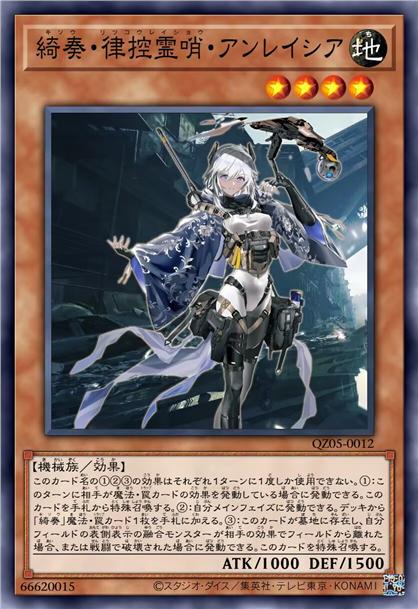 キソウ リツコウレイショウ
綺奏・律控霊哨・アンレイシア
ち
地
QZ05-0012
【機械族／効果】
このカード名の①②③の効果はそれぞれ1ターンに1度しか使用できない。①：こ
のターンに相手が魔法・罠カードの効果を発動している場合に発動できる。このカ
ードを手札から特殊召喚する。②：自分メインフェイズに発動できる。デッキから
「綺奏」魔法・罠カード1枚を手札に加える。③：このカードが墓地に存在し、自分
フィールドの表側表示の融合モンスターが相手の効果でフィールドから離れた
場合、または戦闘で破壊された場合に発動できる。このカードを特殊召喚する。
ATK/1000 DEF/1500
66620015
©スタジオ・ダイス／集英社・テレビ東京・KONAMI